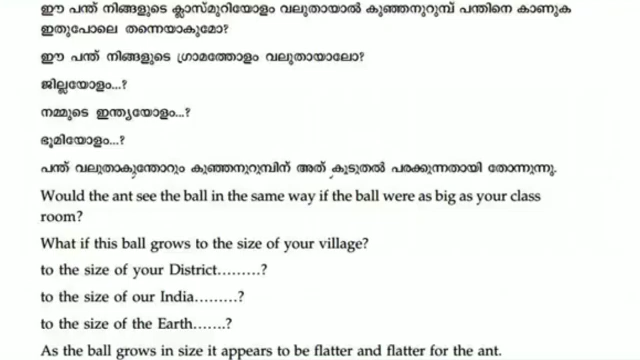 ഈ പന്ത് നിങ്ങളുടെ ക്ലാസ്മുറിയോളം വലുതായാൽ കുഞ്ഞനുറുമ്പ് പന്തിനെ കാണുക
ഇതുപോലെ തന്നെയാകുമോ?
ഈ പന്ത് നിങ്ങളുടെ ഗ്രാമത്തോളം വലുതായാലോ?
ജില്ലയോളം...?
നമ്മുടെ ഇന്ത്യയോളം...?
ഭൂമിയോളം...?
പന്ത് വലുതാകുന്തോറും കുഞ്ഞനുറുമ്പിന് അത് കൂടുതൽ പരക്കുന്നതായി തോന്നുന്നു.
Would the ant see the ball in the same way if the ball were as big as your class
room?
What if this ball grows to the size of your village?
to the size of your District.........?
to the size of our India.........?
to the size of the Earth.......?
As the ball grows in size it appears to be flatter and flatter for the ant.